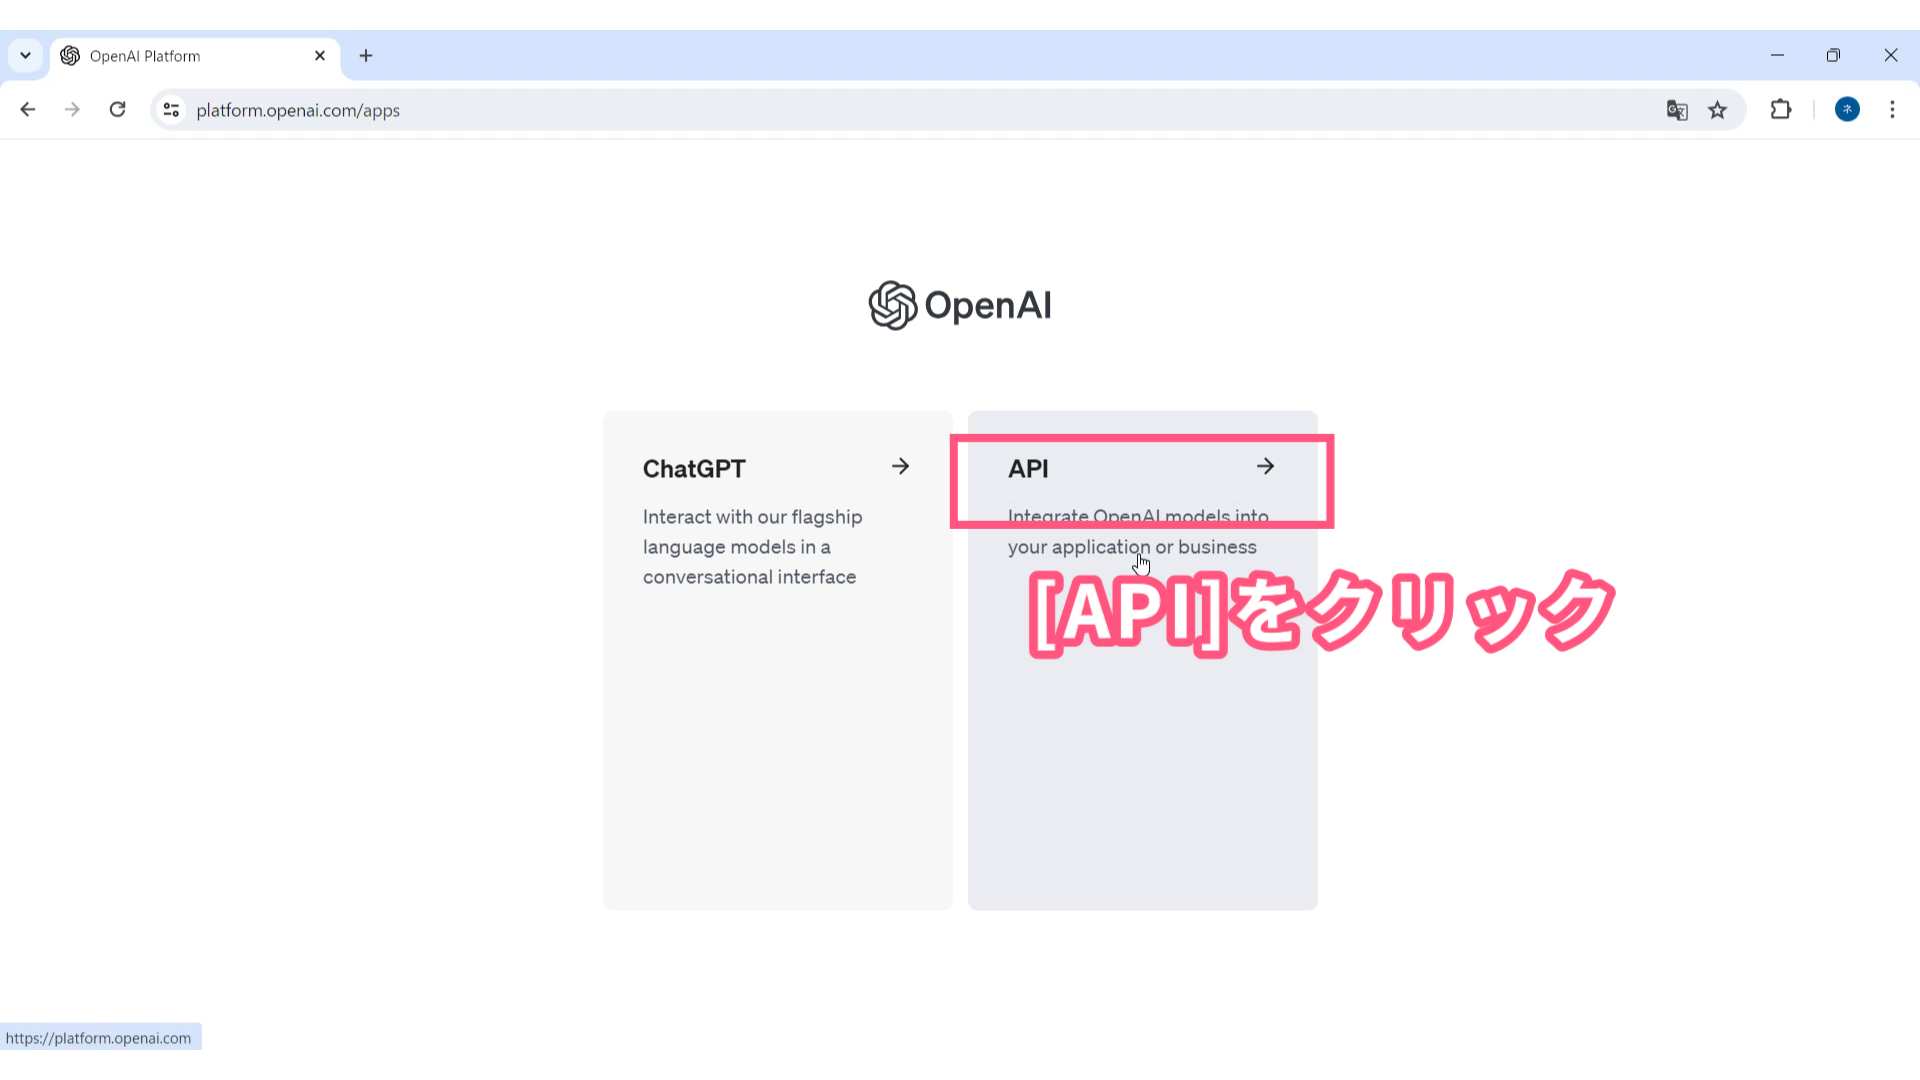 OpenAI Platform
platform.openai.com/apps
ネ
OpenAI
ChatGPT
Interact with our flagship
language models in a
conversational interface
API
Integrate OpenAI models into
your application or business
[API]をクリック
https://platform.openai.com